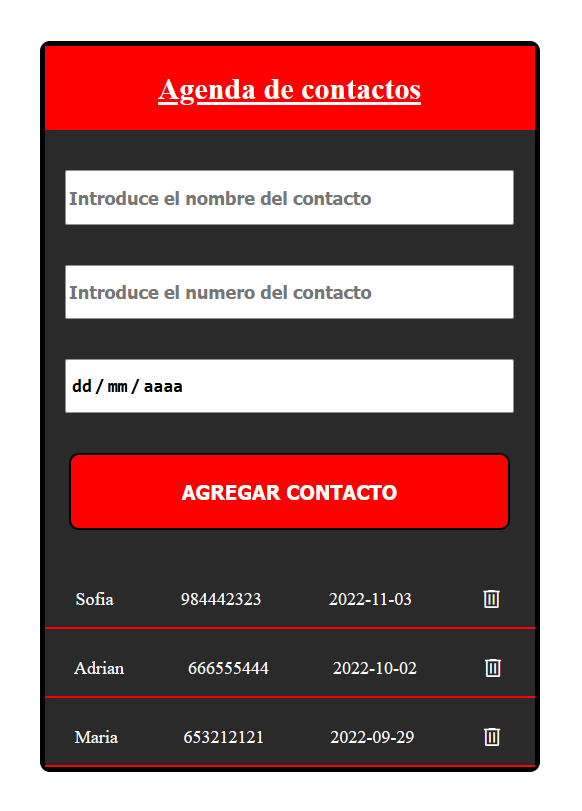 Agenda de contactos
Introduce el nombre del contacto
Introduce el numero del contacto
dd/mm/aaaa
AGREGAR CONTACTO
Sofia 984442323 2022-11-03
Adrian 666555444 2022-10-02
Maria 653212121 2022-09-29